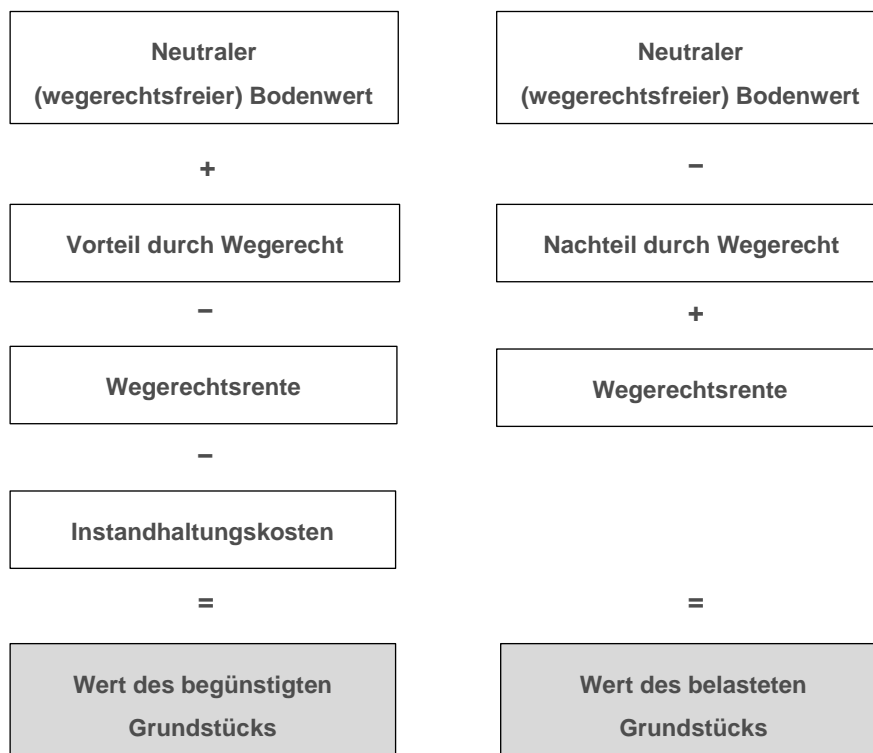 Neutraler
(wegerechtsfreier) Bodenwert
+
Vorteil durch Wegerecht
–
Wegerechtsrente
–
Instandhaltungskosten
=
Wert des begünstigten
Grundstücks
Neutraler
(wegerechtsfreier) Bodenwert
–
Nachteil durch Wegerecht
+
Wegerechtsrente
=
Wert des belasteten
Grundstücks